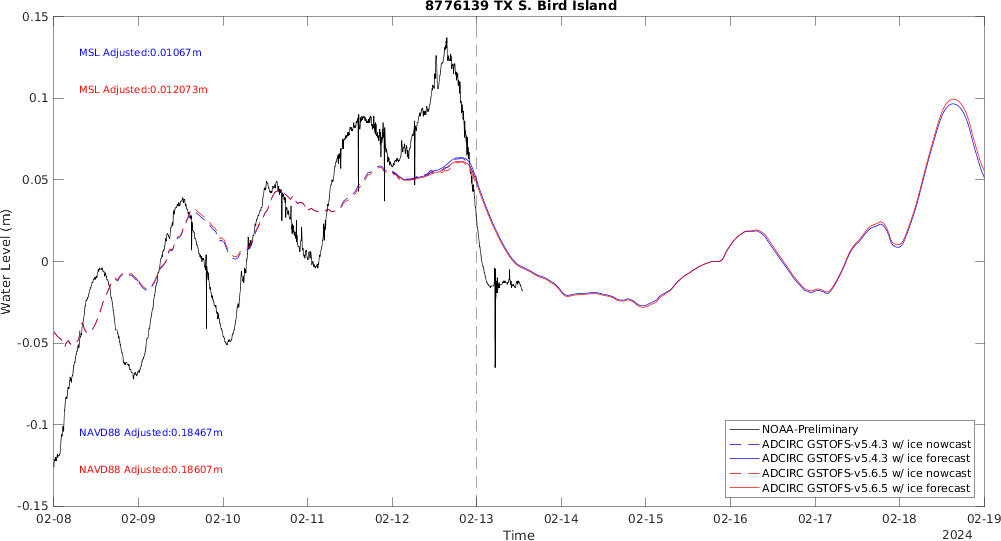 8776139 TX S. Bird Island
0.15
0.1
0.05
0
-0.05
-0.1
-0.15
Water Level (m)
MSL Adjusted:0.01067m
MSL Adjusted:0.012073m
NAVD88 Adjusted:0.18467m
NAVD88 Adjusted:0.18607m
NOAA-Preliminary
ADCIRC GSTOFS-v5.4.3 w/ ice nowcast
ADCIRC GSTOFS-v5.4.3 w/ ice forecast
ADCIRC GSTOFS-v5.6.5 w/ ice nowcast
ADCIRC GSTOFS-v5.6.5 w/ ice forecast
02-08 02-09 02-10 02-11 02-12 02-13 02-14 02-15 02-16 02-17 02-18 02-19
Time
2024